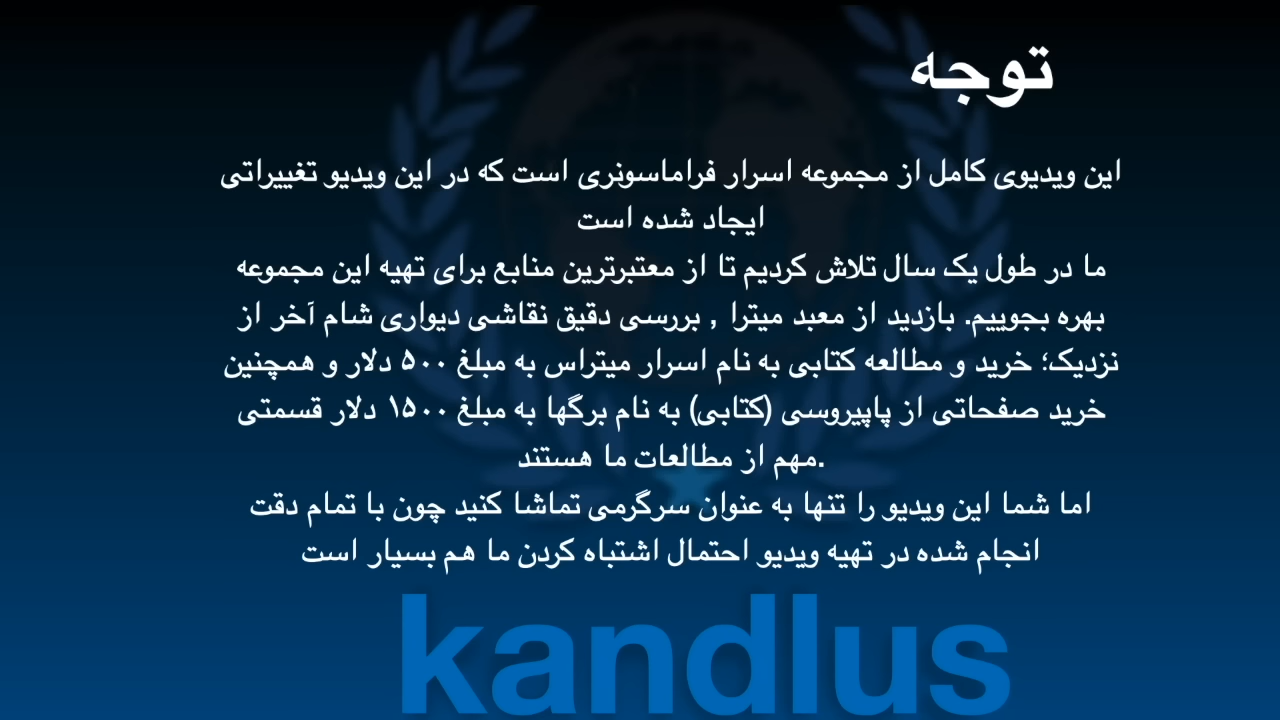 توجه
این ویدیوی کامل از مجموعه اسرار فراماسونری است که در این ویدیو تغییراتی
ایجاد شده است
ما در طول یک سال تلاش کردیم تا از معتبرترین منابع برای تهیه این مجموعه
بهره بجوییم. بازدید از معبد میترا , بررسی دقیق نقاشی دیواری شام آخر از
نزدیک؛ خرید و مطالعه کتابی به نام اسرار میتراس به مبلغ ۵۰۰ دلار و همچنین
خرید صفحاتی از پاپیروسی (کتابی) به نام برگها به مبلغ ۱۵۰۰ دلار قسمتی
مهم از مطالعات ما هستند.
اما شما این ویدیو را تنها به عنوان سرگرمی تماشا کنید چون با تمام دقت
انجام شده در تهیه ویدیو احتمال اشتباه کردن ما هم بسیار است
kandlus